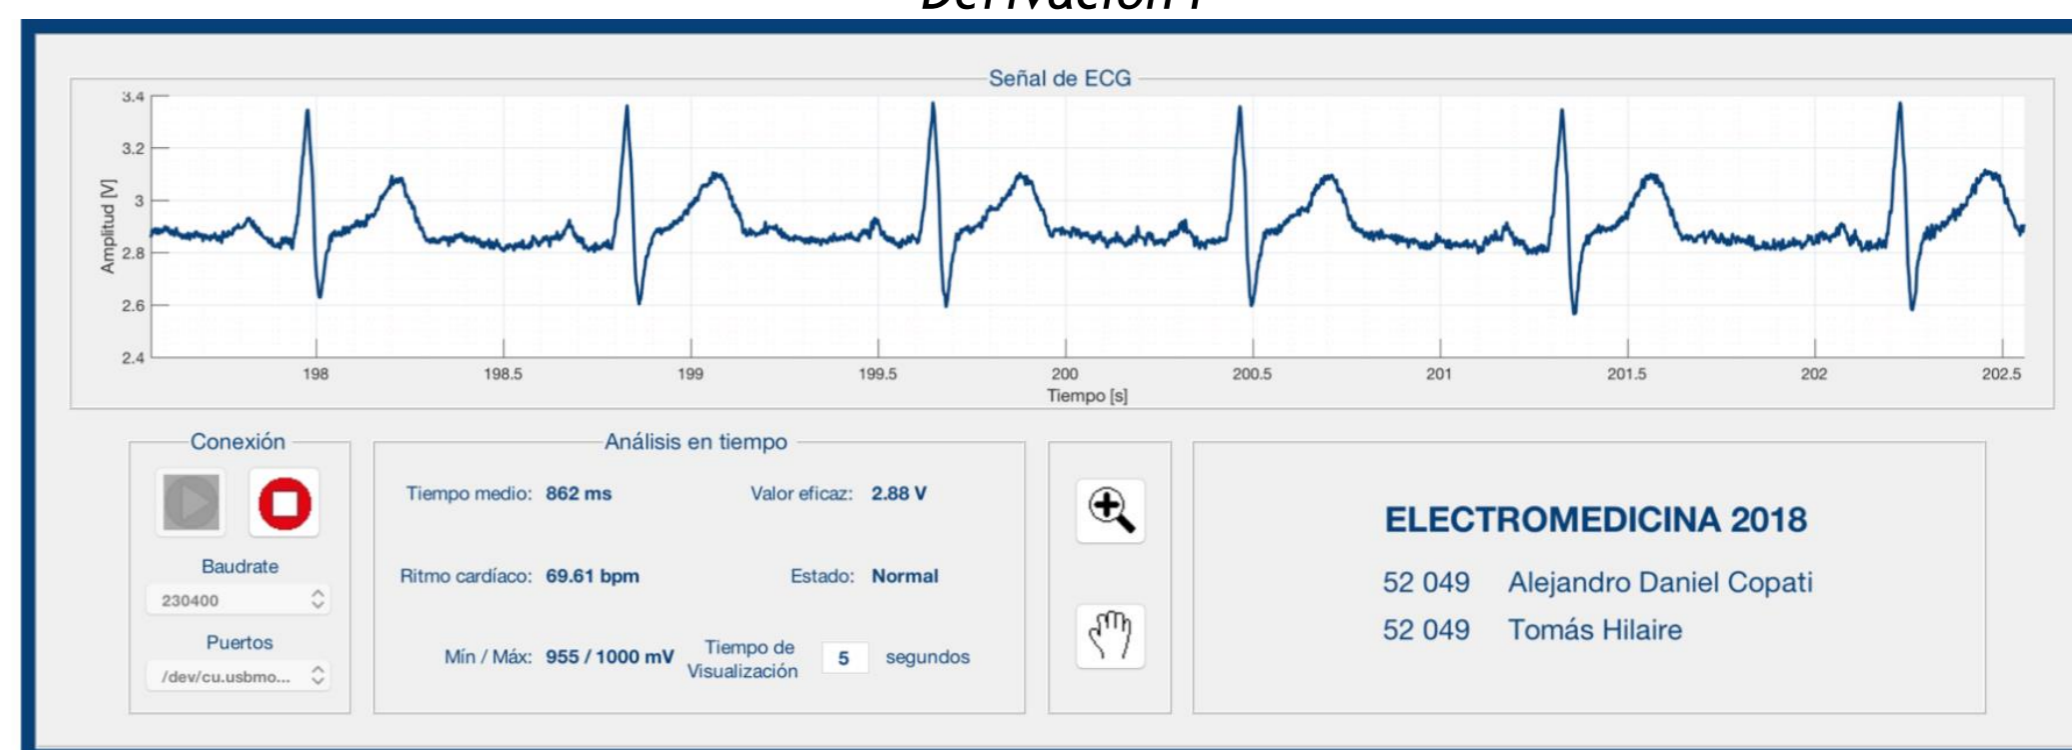 Derivación I
Señal de ECG
3.4
3.2
3
2.8
2.6
2.4
Amplitud [V]
198 198.5 199 199.5 200 200.5 201 201.5 202 202.5
Tiempo [s]
Conexión
Baudrate
230400
Puertos
/dev/cu.usbmo...
Análisis en tiempo
Tiempo medio: 862 ms Valor eficaz: 2.88 V
Ritmo cardíaco: 69.61 bpm Estado: Normal
Mín / Máx: 955 / 1000 mV Tiempo de Visualización 5 segundos
ELECTROMEDICINA 2018
52 049 Alejandro Daniel Copati
52 049 Tomás Hilaire